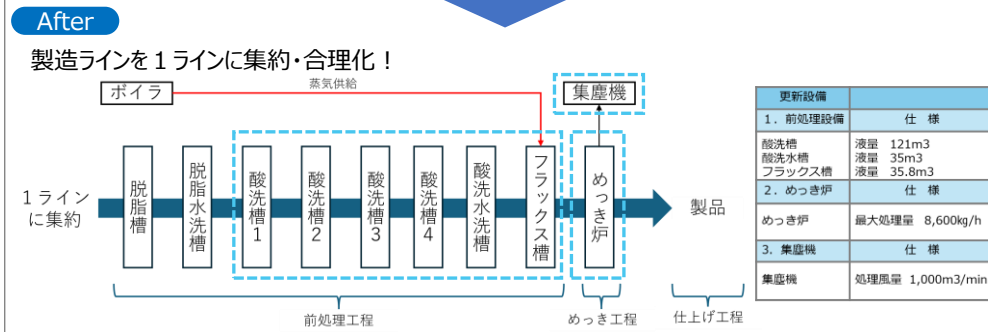 After
製造ラインを１ラインに集約・合理化！
ボイラ
蒸気供給
集塵機
１ライン
に集約
脱脂槽
脱脂水洗槽
酸洗槽1
酸洗槽2
酸洗槽3
酸洗槽4
酸洗水洗槽
フラックス槽
めっき炉
製品
前処理工程
めっき工程
仕上げ工程
更新設備
1．前処理設備 仕　様
酸洗槽 液量 121m3
酸洗水槽 液量 35m3
フラックス槽 液量 35.8m3
2．めっき炉 仕　様
めっき炉 最大処理量 8,600kg/h
3．集塵機 仕　様
集塵機 処理風量 1,000m3/min